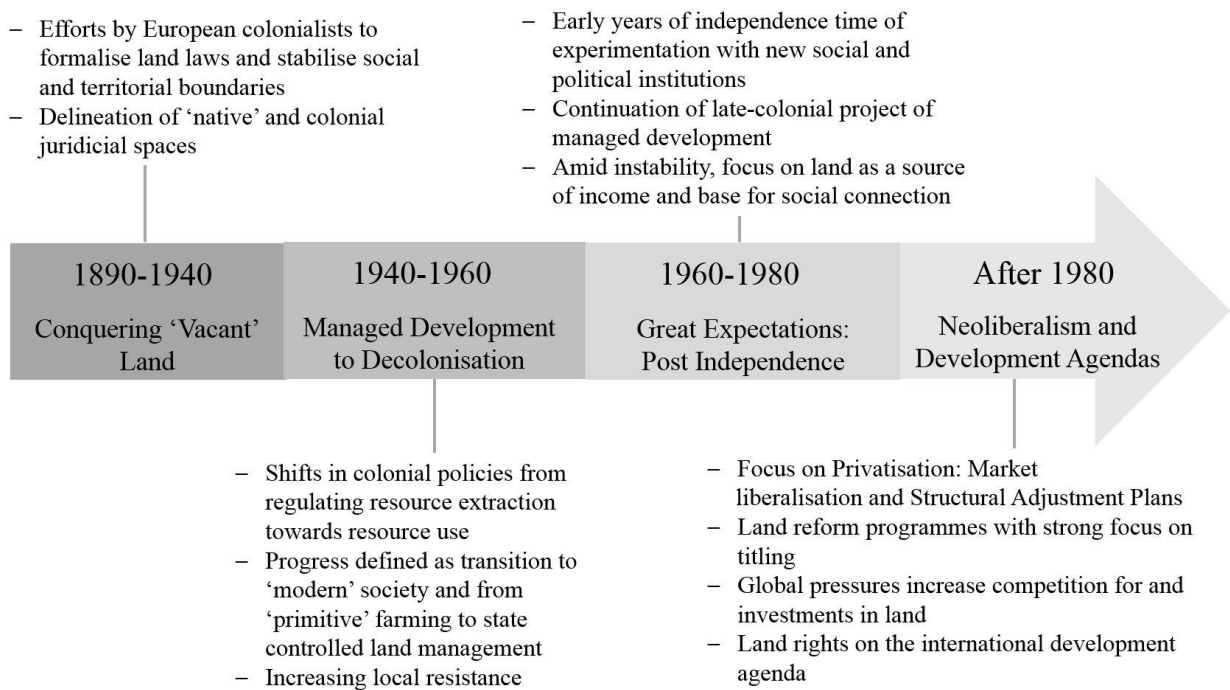 – Efforts by European colonialists to
formalise land laws and stabilise social
and territorial boundaries
– Delineation of ‘native’ and colonial
juridicial spaces
– Early years of independence time of
experimentation with new social and
political institutions
– Continuation of late-colonial project of
managed development
– Amid instability, focus on land as a source
of income and base for social connection
1890-1940
Conquering ‘Vacant’
Land
1940-1960
Managed Development
to Decolonisation
1960-1980
Great Expectations:
Post Independence
After 1980
Neoliberalism and
Development Agendas
– Shifts in colonial policies from
regulating resource extraction
towards resource use
– Progress defined as transition to
‘modern’ society and from
‘primitive’ farming to state
controlled land management
– Increasing local resistance
– Focus on Privatisation: Market
liberalisation and Structural Adjustment Plans
– Land reform programmes with strong focus on
titling
– Global pressures increase competition for and
investments in land
– Land rights on the international development
agenda